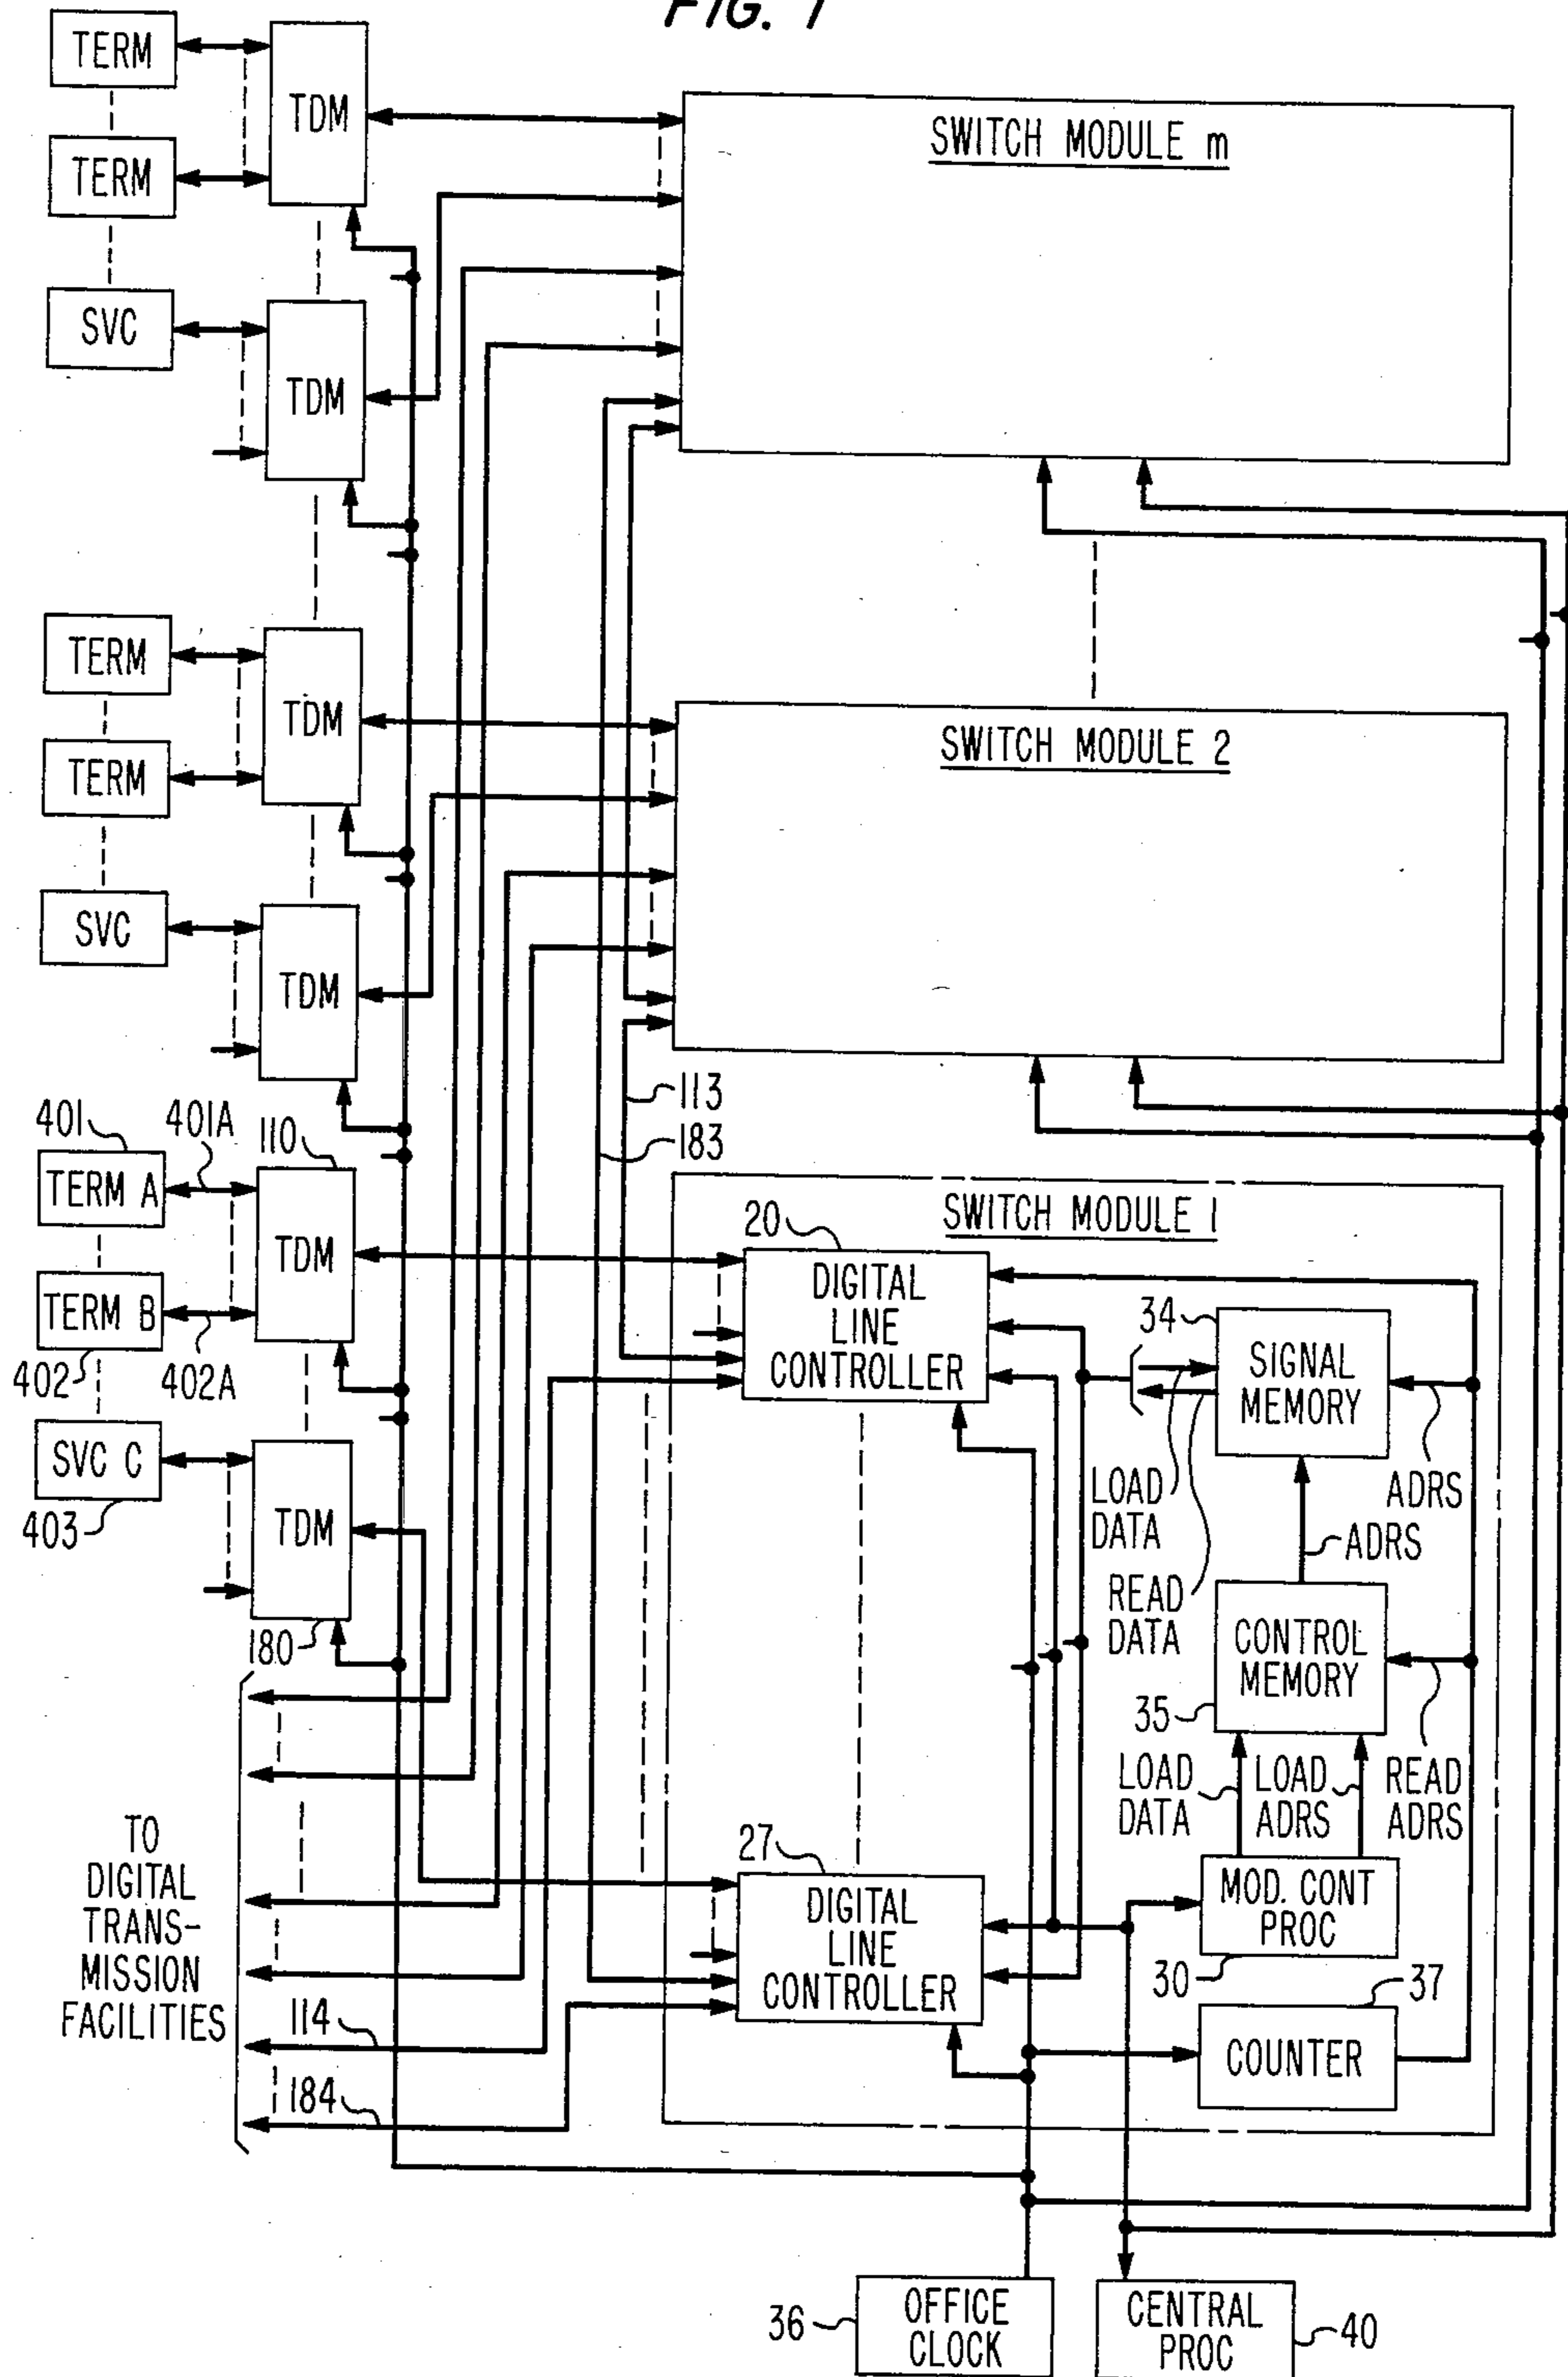 FIG. 1
TERM
TDM
TERM
SVC
TDM
SWITCH MODULE m
TERM
TDM
TERM
SVC
TDM
SWITCH MODULE 2
113
183
401
401A
110
TERM A
TDM
TERM B
402
402A
SVC C
403
TDM
180
SWITCH MODULE 1
20
DIGITAL
LINE
CONTROLLER
34
SIGNAL
MEMORY
LOAD
DATA
ADRS
ADRS
READ
DATA
CONTROL
MEMORY
35
LOAD
DATA
LOAD
ADRS
READ
ADRS
27
DIGITAL
LINE
CONTROLLER
MOD. CONT
PROC
30
37
COUNTER
TO
DIGITAL
TRANS-
MISSION
FACILITIES
114
184
36
OFFICE
CLOCK
CENTRAL
PROC
40